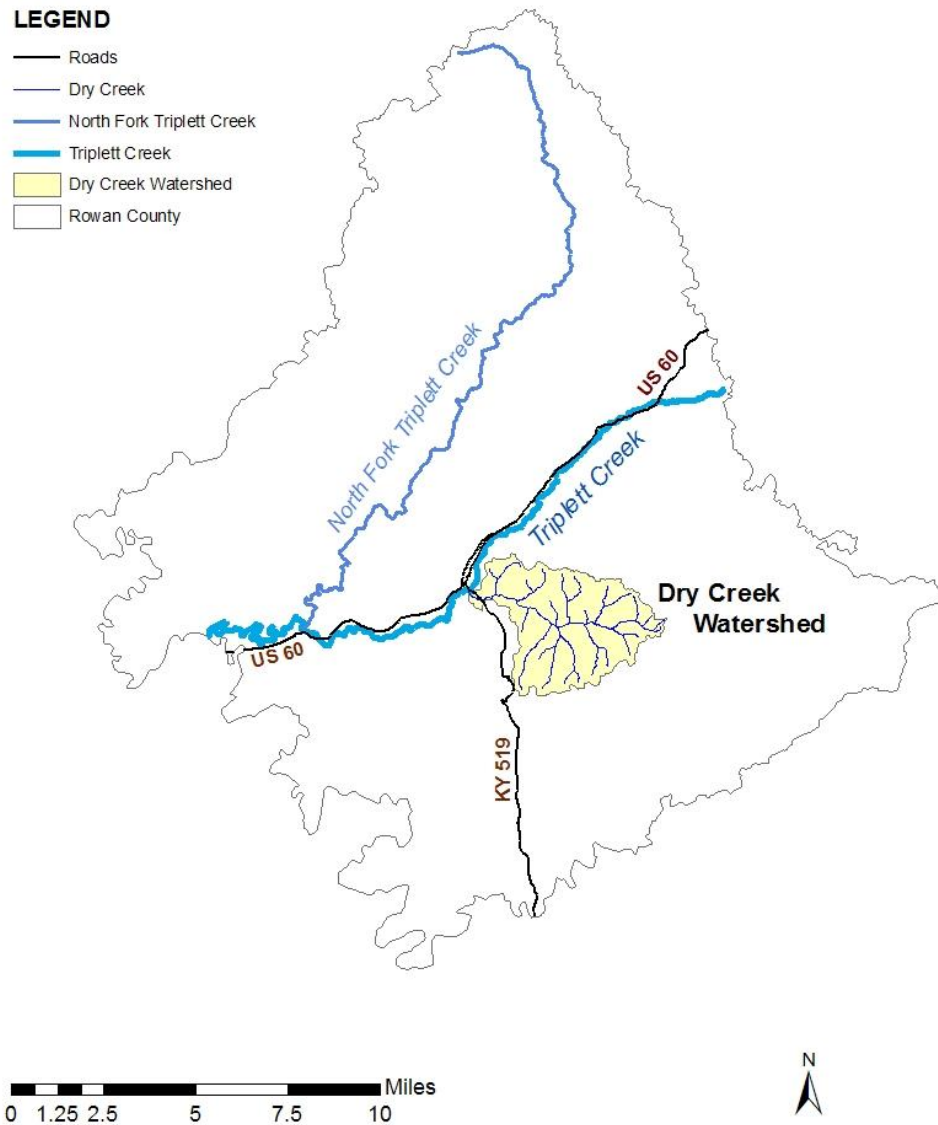 LEGEND
Roads
Dry Creek
North Fork Triplett Creek
Triplett Creek
Dry Creek Watershed
Rowan County
North Fork Triplett Creek
US 60
Triplett Creek
Dry Creek
Watershed
US 60
KY 519
N
Miles
0 1.25 2.5 5 7.5 10